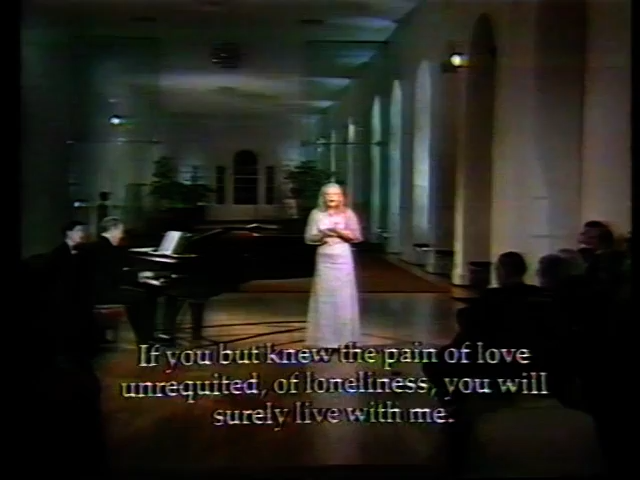 If you but knew the pain of love
unrequited, of loneliness, you will
surely live with me.